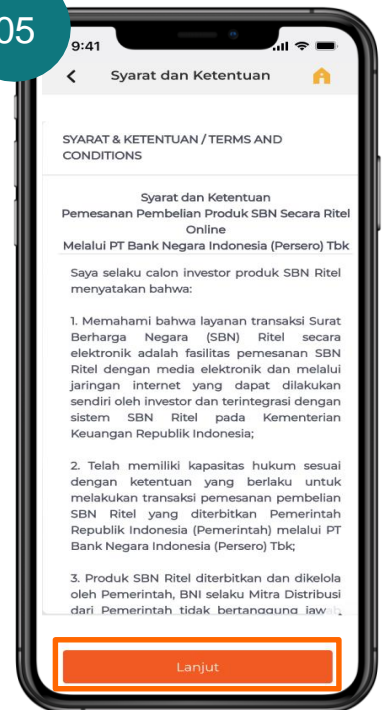 05
9:41
Syarat dan Ketentuan
SYARAT & KETENTUAN / TERMS AND
CONDITIONS
Syarat dan Ketentuan
Pemesanan Pembelian Produk SBN Secara Ritel
Online
Melalui PT Bank Negara Indonesia (Persero) Tbk
Saya selaku calon investor produk SBN Ritel
menyatakan bahwa:
1. Memahami bahwa layanan transaksi Surat
Berharga Negara (SBN) Ritel secara
elektronik adalah fasilitas pemesanan SBN
Ritel dengan media elektronik dan melalui
jaringan internet yang dapat dilakukan
sendiri oleh investor dan terintegrasi dengan
sistem SBN Ritel pada Kementerian
Keuangan Republik Indonesia;
2. Telah memiliki kapasitas hukum sesuai
dengan ketentuan yang berlaku untuk
melakukan transaksi pemesanan pembelian
SBN Ritel yang diterbitkan Pemerintah
Republik Indonesia (Pemerintah) melalui PT
Bank Negara Indonesia (Persero) Tbk;
3. Produk SBN Ritel diterbitkan dan dikelola
oleh Pemerintah, BNI selaku Mitra Distribusi
dari Pemerintah tidak bertanggung jawab
Lanjut